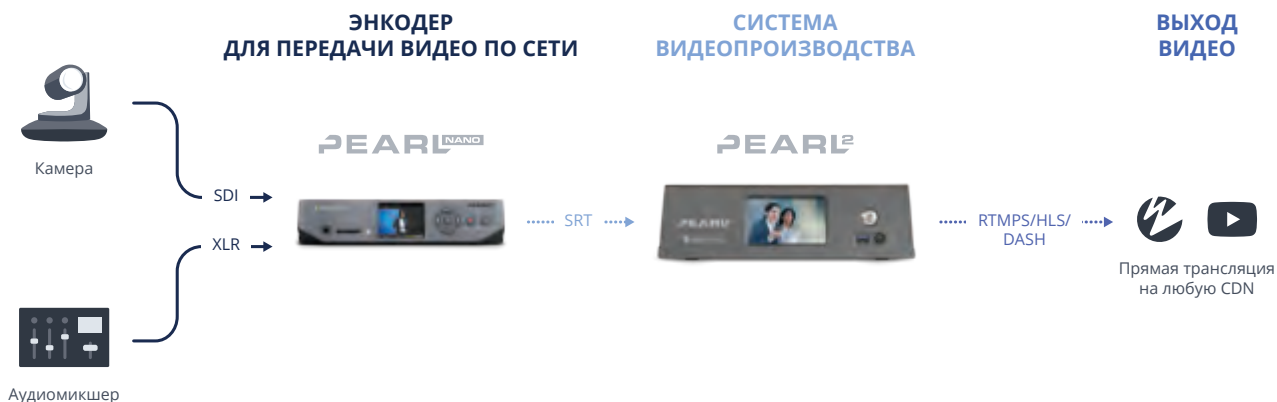 ЭНКОДЕР
ДЛЯ ПЕРЕДАЧИ ВИДЕО ПО СЕТИ
СИСТЕМА
ВИДЕОПРОИЗВОДСТВА
ВЫХОД
ВИДЕО
Камера
PEARL NANO
PEARL 2
SDI
XLR
SRT
PEARL
RTMPS/HLS/
DASH
Прямая трансляция
на любую CDN
Аудиомикшер